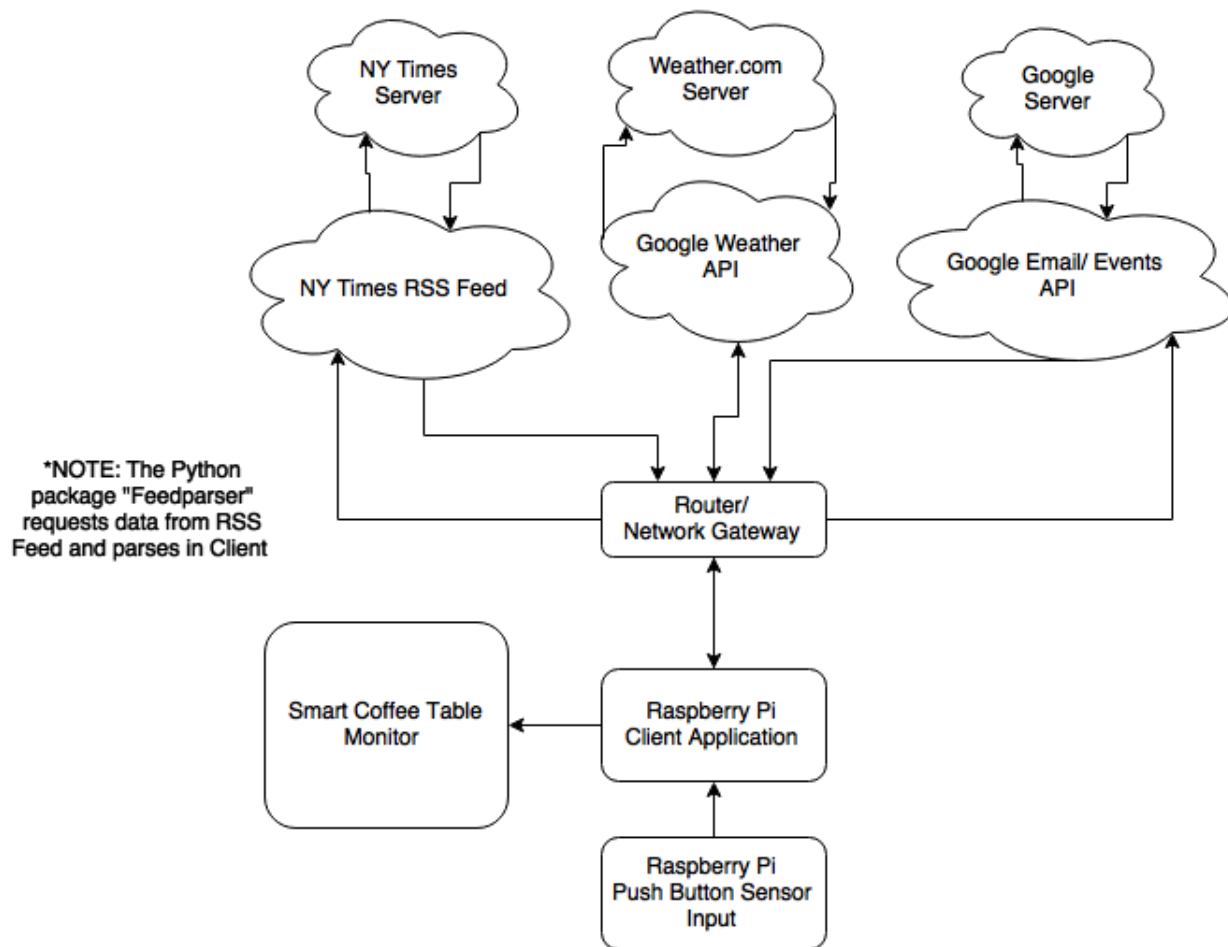 NY Times
Server
Weather.com
Server
Google
Server
NY Times RSS Feed
Google Weather
API
Google Email/ Events
API
*NOTE: The Python
package "Feedparser"
requests data from RSS
Feed and parses in Client
Router/
Network Gateway
Smart Coffee Table
Monitor
Raspberry Pi
Client Application
Raspberry Pi
Push Button Sensor
Input